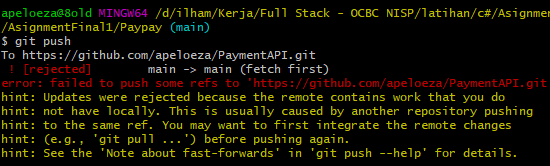 apeloeza@8old MINGW64 /d/ilham/Kerja/Full Stack - OCBC NISP/latihan/c#/Asignment
/AsignmentFinal1/Paypay (main)
$ git push
To https://github.com/apeloeza/PaymentAPI.git
 ! [rejected]        main -> main (fetch first)
error: failed to push some refs to 'https://github.com/apeloeza/PaymentAPI.git
hint: Updates were rejected because the remote contains work that you do
hint: not have locally. This is usually caused by another repository pushing
hint: to the same ref. You may want to first integrate the remote changes
hint: (e.g., 'git pull ...') before pushing again.
hint: See the 'Note about fast-forwards' in 'git push --help' for details.